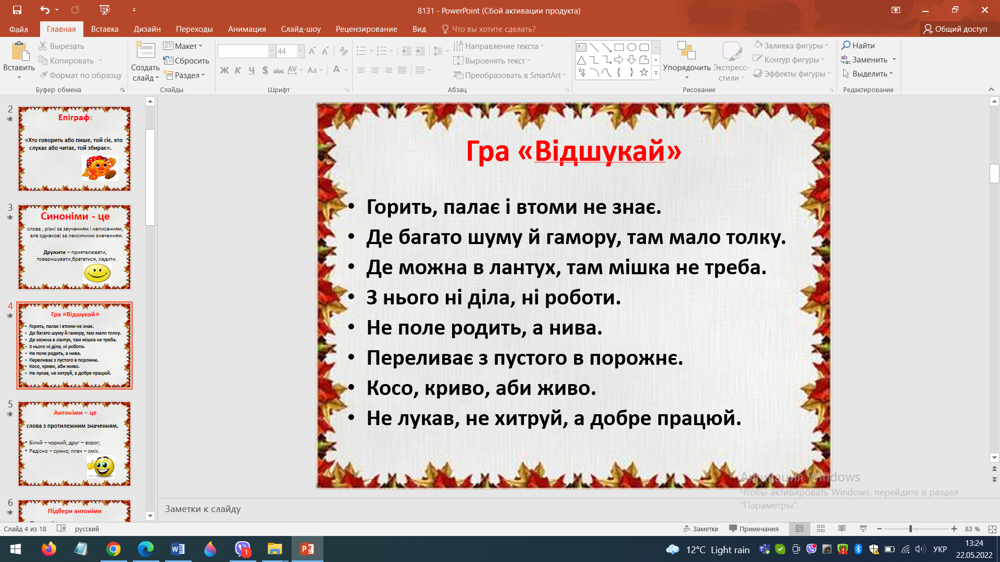 8131 - PowerPoint (Сбой активации продукта)
Файл Главная Вставка Дизайн Переходы Анимация Слайд-шоу Рецензирование Вид Что вы хотите сделать? Общий доступ
Вставить
Вырезать
Копировать
Формат по образцу
Буфер обмена
Создать
слайд
Макет
Сбросить
Раздел
Слайды
44
Ж К Ч S abc AV Aa A
Шрифт
Направление текста
Выровнять текст
Преобразовать в SmartArt
Абзац
Упорядочить
Экспресс-
стили
Заливка фигуры
Контур фигуры
Эффекты фигуры
Рисование
Найти
Заменить
Выделить
Редактирование
2
Епіграф:
«Хто говорить або пише, той сіє, хто
слухає або читає, той збирає».
3
Синоніми - це
слова , різні за звучанням і написанням,
але однакові за лексичним значенням.
Дружити – приятелювати,
товаришувати,брататися, ладити.
4
Гра «Відшукай»
• Горить, палає і втоми не знає.
• Де багато шуму й гамору, там мало толку.
• Де можна в лантух, там мішка не треба.
• З нього ні діла, ні роботи.
• Не поле родить, а нива.
• Переливає з пустого в порожнє.
• Косо, криво, аби живо.
• Не лукав, не хитруй, а добре працюй.
5
Антоніми – це
слова з протилежним значенням.
• Білий – чорний; друг – ворог;
• Радісно – сумно; плач – сміх.
6
Підбери антоніми
Гра «Відшукай»
• Горить, палає і втоми не знає.
• Де багато шуму й гамору, там мало толку.
• Де можна в лантух, там мішка не треба.
• З нього ні діла, ні роботи.
• Не поле родить, а нива.
• Переливає з пустого в порожнє.
• Косо, криво, аби живо.
• Не лукав, не хитруй, а добре працюй.
Активация Windows
Чтобы активировать Windows, перейдите в раздел
"Параметры".
Заметки к слайду
Слайд 4 из 18 русский Заметки Примечания 83 %
12°C Light rain УКР 13:24
22.05.2022